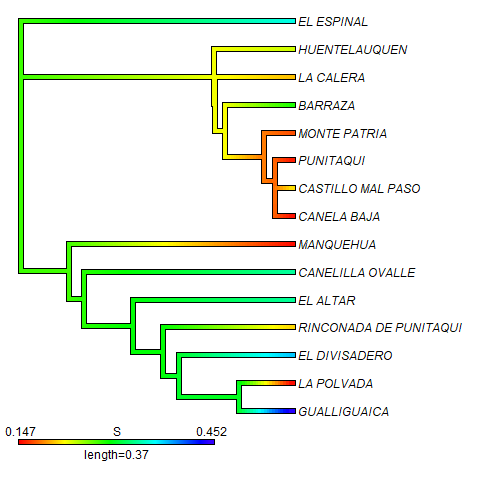 EL ESPINAL
HUENTELAUQUEN
LA CALERA
BARRAZA
MONTE PATRIA
PUNITAQUI
CASTILLO MAL PASO
CANELA BAJA
MANQUEHUA
CANELILLA OVALLE
EL ALTAR
RINCONADA DE PUNITAQUI
EL DIVISADERO
LA POLVADA
GUALLIGUAICA
0.147 S 0.452
length=0.37